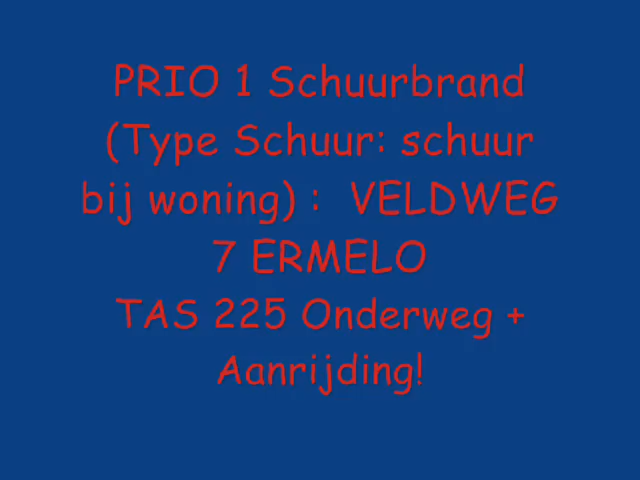 PRIO 1 Schuurbrand
(Type Schuur: schuur
bij woning) : VELDWEG
7 ERMELO
TAS 225 Onderweg +
Aanrijding!